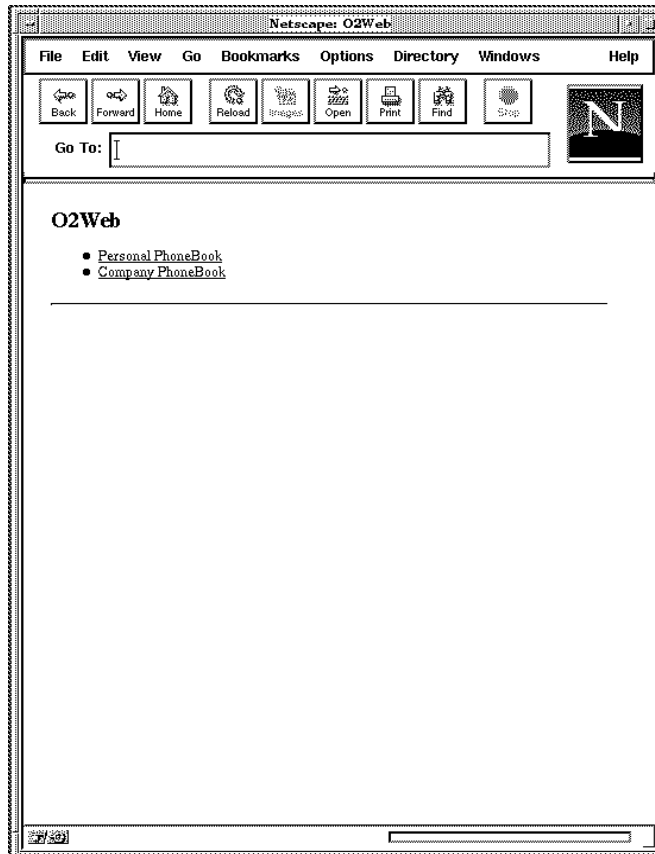 Netscape: O2Web
File Edit View Go Bookmarks Options Directory Windows Help
Back Forward Home Reload Images Open Print Find Stop
N
Go To:
O2Web
Personal PhoneBook
Company PhoneBook